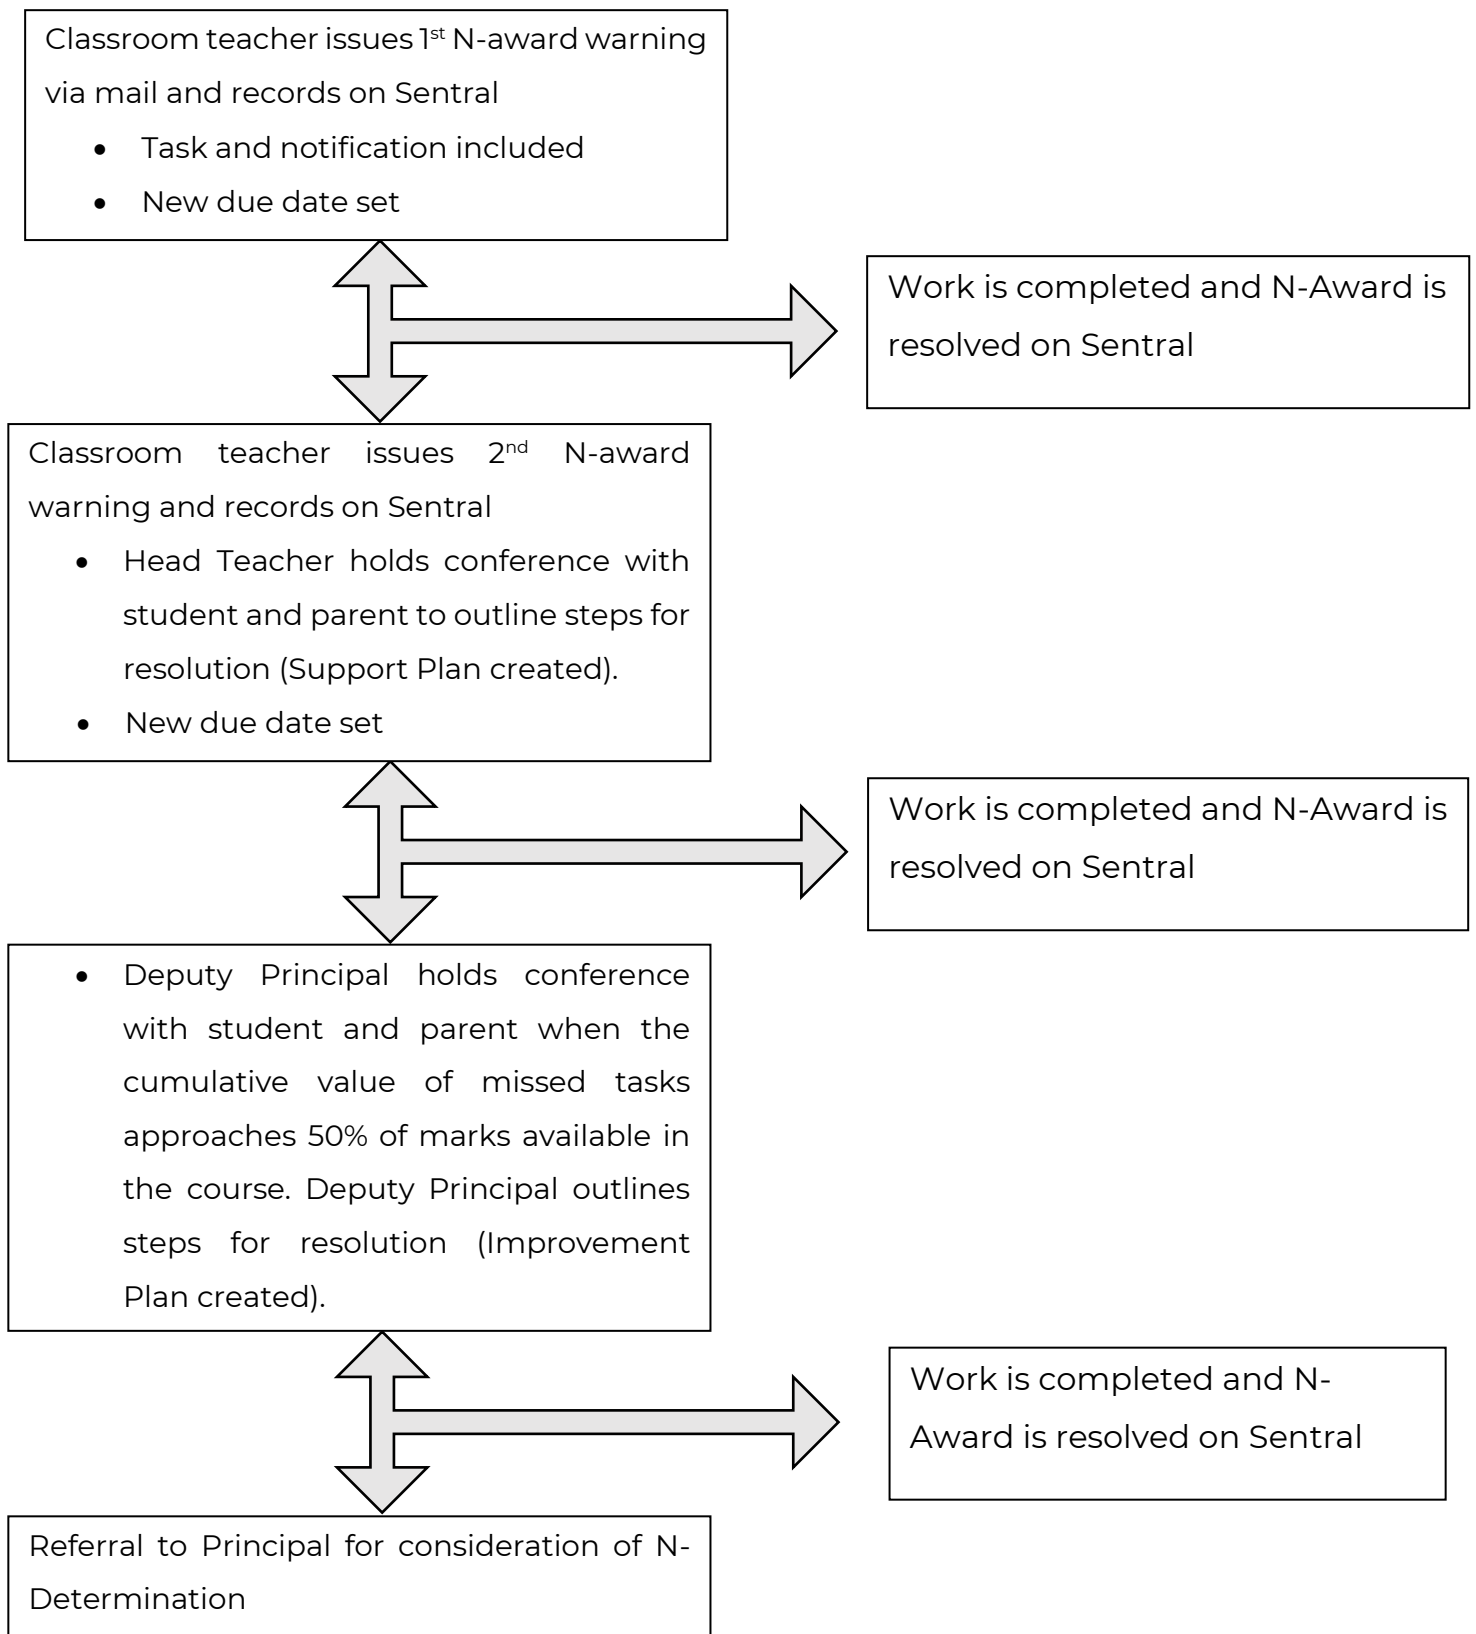 Classroom teacher issues 1st N-award warning
via mail and records on Sentral
• Task and notification included
• New due date set
Work is completed and N-Award is
resolved on Sentral
Classroom teacher issues 2nd N-award
warning and records on Sentral
• Head Teacher holds conference with
student and parent to outline steps for
resolution (Support Plan created).
• New due date set
Work is completed and N-Award is
resolved on Sentral
• Deputy Principal holds conference
with student and parent when the
cumulative value of missed tasks
approaches 50% of marks available in
the course. Deputy Principal outlines
steps for resolution (Improvement
Plan created).
Work is completed and N-
Award is resolved on Sentral
Referral to Principal for consideration of N-
Determination